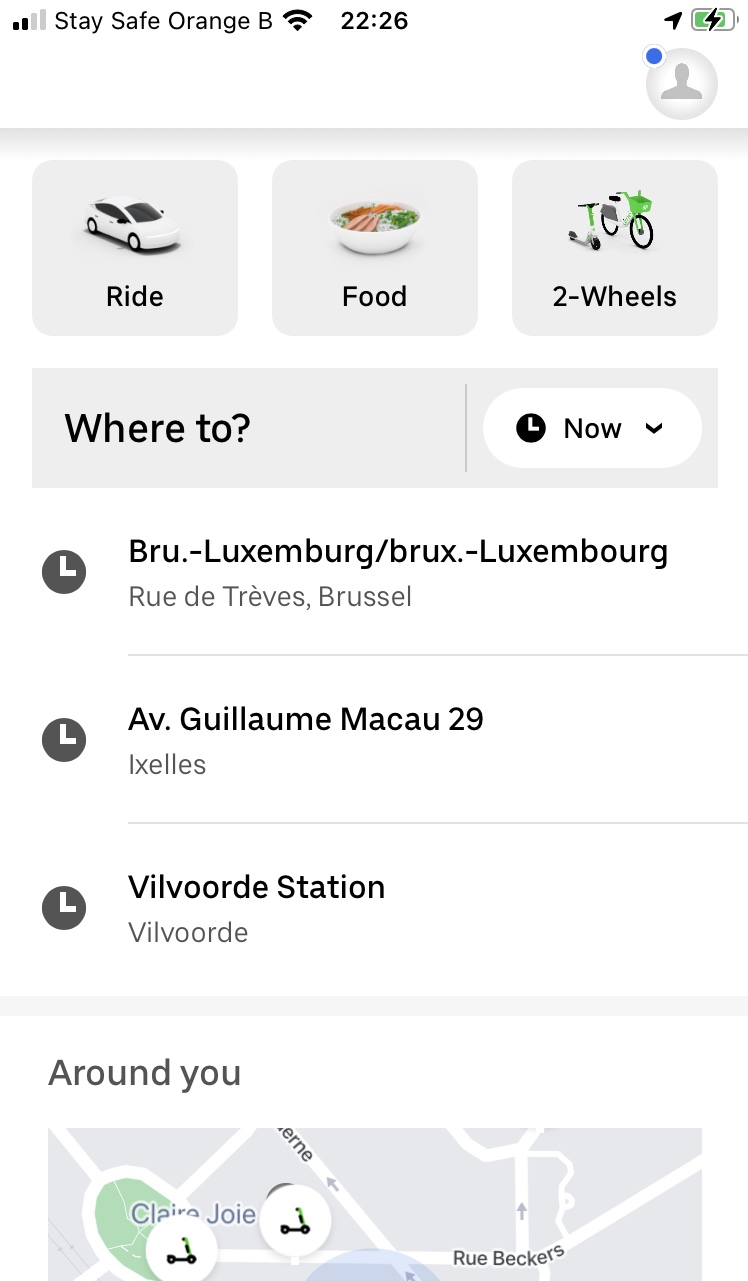 Stay Safe Orange B 22:26
Ride
Food
2-Wheels
Where to?
Now
Bru.-Luxemburg/brux.-Luxembourg
Rue de Trèves, Brussel
Av. Guillaume Macau 29
Ixelles
Vilvoorde Station
Vilvoorde
Around you
erne
Claire Joie
Rue Beckers